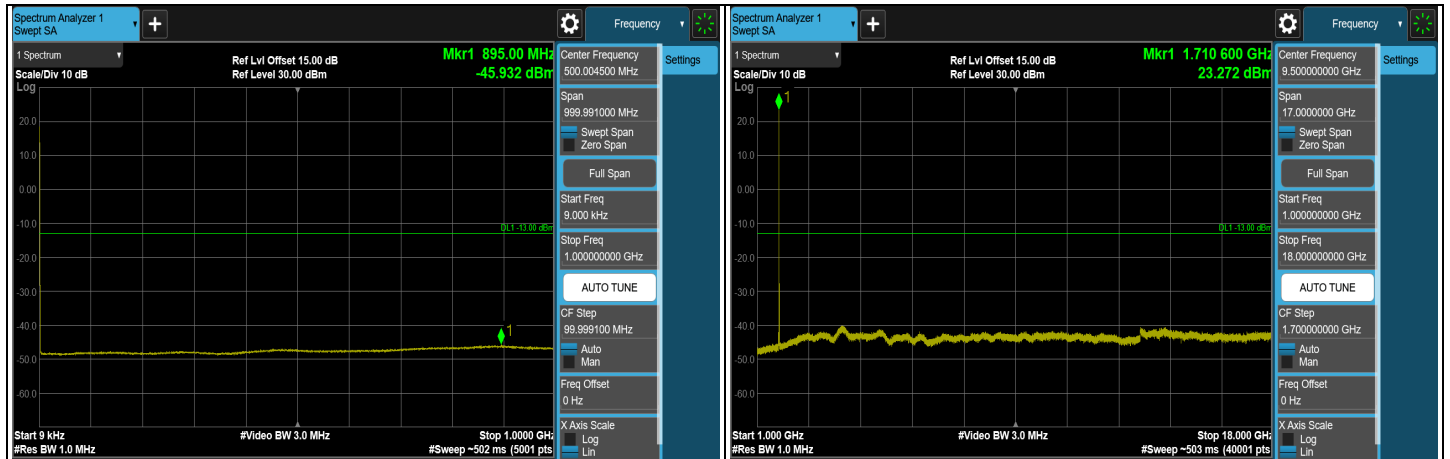 Spectrum Analyzer 1
Swept SA
+
Frequency
1 Spectrum
Scale/Div 10 dB
Log
Ref Lvl Offset 15.00 dB
Ref Level 30.00 dBm
Mkr1 895.00 MHz
-45.932 dBm
20.0
10.0
0.00
-10.0
-20.0
-30.0
-40.0
-50.0
-60.0
DL1 -13.00 dBm
1
Start 9 kHz
#Res BW 1.0 MHz
#Video BW 3.0 MHz
Stop 1.0000 GHz
#Sweep ~502 ms (5001 pts
Center Frequency
500.004500 MHz
Settings
Span
999.991000 MHz
Swept Span
Zero Span
Full Span
Start Freq
9.000 kHz
Stop Freq
1.000000000 GHz
AUTO TUNE
CF Step
99.999100 MHz
Auto
Man
Freq Offset
0 Hz
X Axis Scale
Log
Lin
Spectrum Analyzer 1
Swept SA
+
Frequency
1 Spectrum
Scale/Div 10 dB
Log
Ref Lvl Offset 15.00 dB
Ref Level 30.00 dBm
Mkr1 1.710 600 GHz
23.272 dBm
1
20.0
10.0
0.00
-10.0
-20.0
-30.0
-40.0
-50.0
-60.0
DL1 -13.00 dBm
Start 1.000 GHz
#Res BW 1.0 MHz
#Video BW 3.0 MHz
Stop 18.000 GHz
#Sweep ~503 ms (40001 pts
Center Frequency
9.500000000 GHz
Settings
Span
17.0000000 GHz
Swept Span
Zero Span
Full Span
Start Freq
1.000000000 GHz
Stop Freq
18.000000000 GHz
AUTO TUNE
CF Step
1.700000000 GHz
Auto
Man
Freq Offset
0 Hz
X Axis Scale
Log
Lin